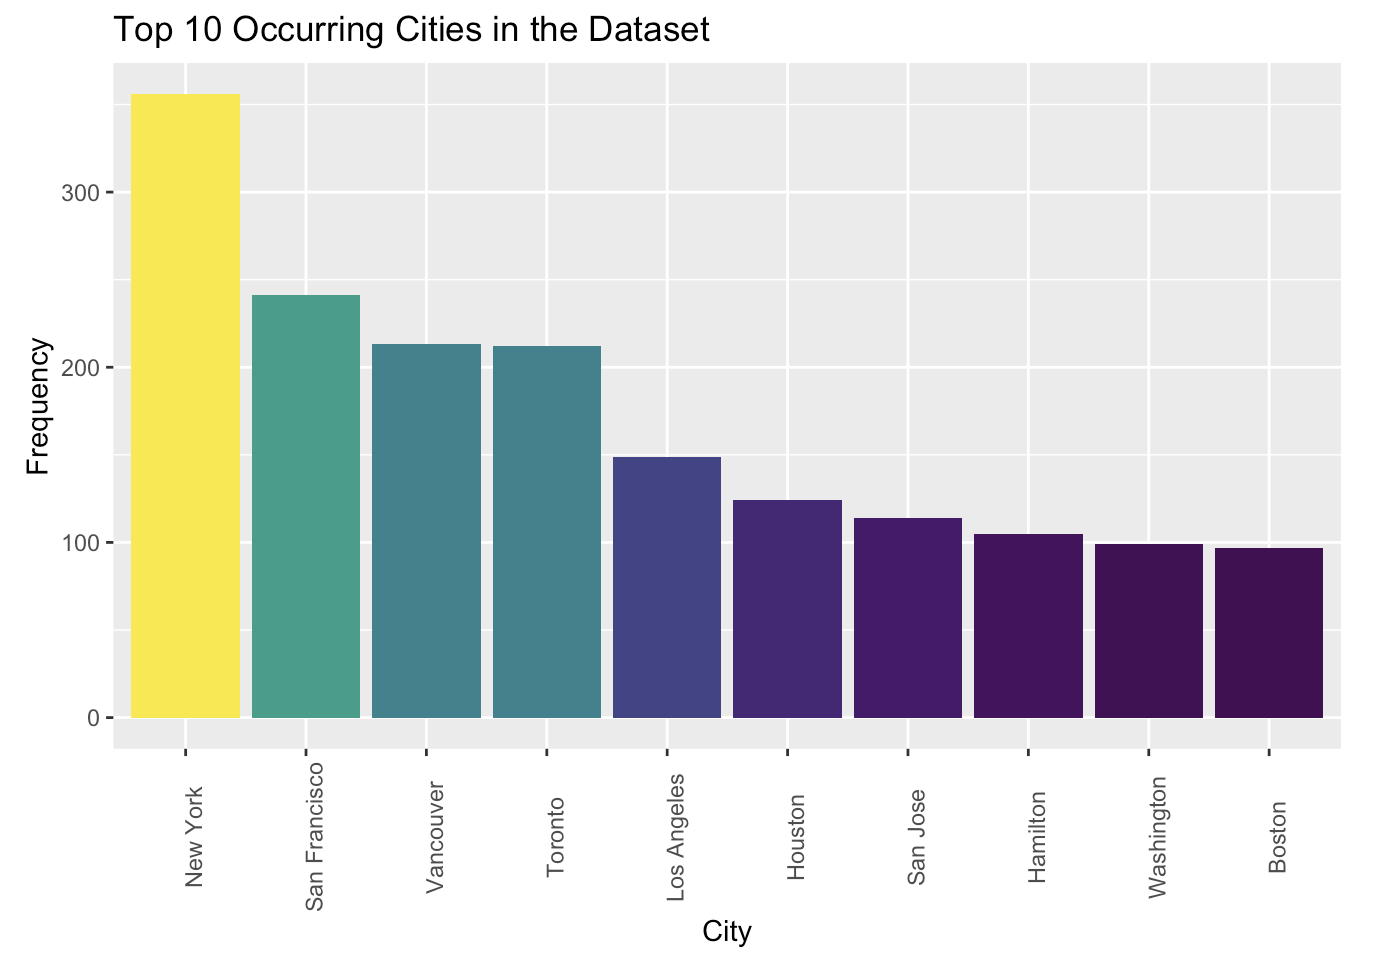 Top 10 Occurring Cities in the Dataset
Frequency
300
200
100
0
New York
San Francisco
Vancouver
Toronto
Los Angeles
Houston
San Jose
Hamilton
Washington
Boston
City